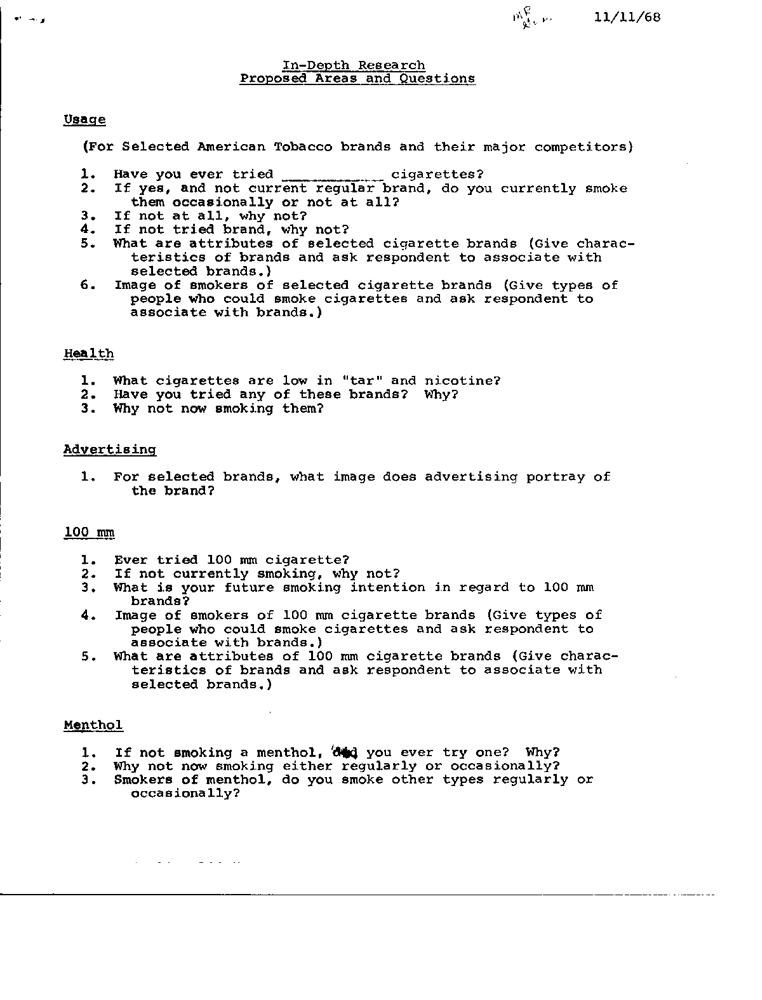 11/11/68
In-Depth Research
Proposed Areas and Questions
Usage
(For Selected American Tobacco brands and their major competitors)
1. Have you ever tried ____________ cigarettes?
2. If yes, and not current regular brand, do you currently smoke
them occasionally or not at all?
3. If not at all, why not?
4. If not tried brand, why not?
5. What are attributes of selected cigarette brands (Give charac-
teristics of brands and ask respondent to associate with
selected brands.)
6. Image of smokers of selected cigarette brands (Give types of
people who could smoke cigarettes and ask respondent to
associate with brands.)
Health
1. What cigarettes are low in "tar" and nicotine?
2. Have you tried any of these brands? Why?
3. Why not now smoking them?
Advertising
1. For selected brands, what image does advertising portray of
the brand?
100 mm
1. Ever tried 100 mm cigarette?
2. If not currently smoking, why not?
3. What is your future smoking intention in regard to 100 mm
brands?
4. Image of smokers of 100 mm cigarette brands (Give types of
people who could smoke cigarettes and ask respondent to
associate with brands.)
5. What are attributes of 100 mm cigarette brands (Give charac-
teristics of brands and ask respondent to associate with
selected brands.)
Menthol
1. If not smoking a menthol, did you ever try one? Why?
2. Why not now smoking either regularly or occasionally?
3. Smokers of menthol, do you smoke other types regularly or
occasionally?